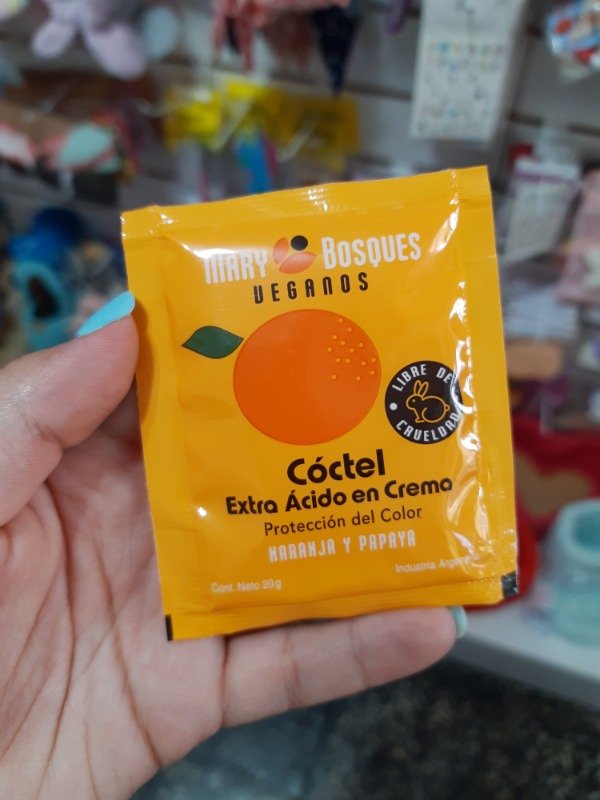 MARY BOSQUES
VEGANOS
LIBRE DE
CRUELDAD
Cóctel
Extra Ácido en Crema
Protección del Color
NARANJA Y PAPAYA
Industria
Cont. Neto 20g